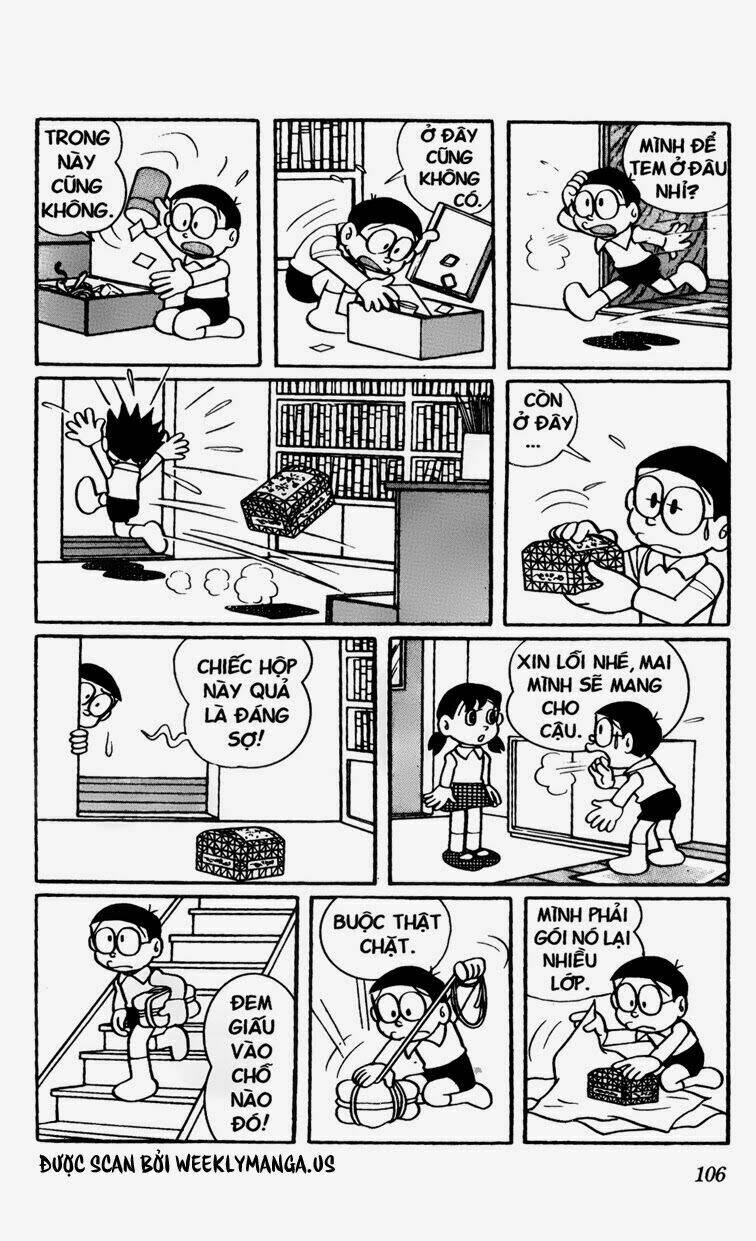 MÌNH ĐỂ
TEM Ở ĐÂU
NHỈ?
Ở ĐÂY
CŨNG
KHÔNG
CÓ.
TRONG
NÀY
CŨNG
KHÔNG.
CÒN
Ở ĐÂY
...
XIN LỖI NHÉ, MAI
MÌNH SẼ MANG
CHO
CẬU.
CHIẾC HỘP
NÀY QUẢ
LÀ ĐÁNG
SỢ!
MÌNH PHẢI
GÓI NÓ LẠI
NHIỀU
LỚP.
BUỘC THẬT
CHẶT.
ĐEM
GIẤU
VÀO
CHỖ
NÀO
ĐÓ!
ĐƯỢC SCAN BỞI WEEKLYMANGA.US
106